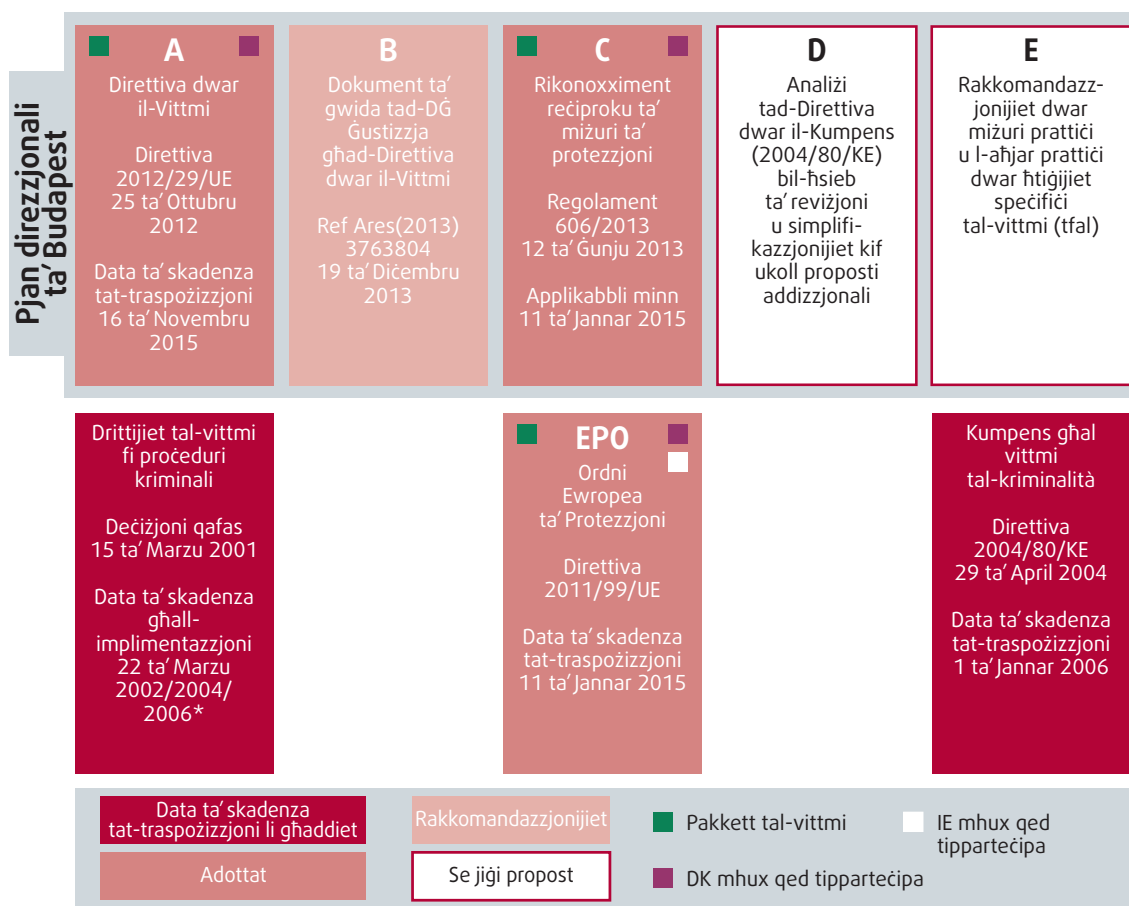 Pjan direzzjonali
ta' Budapest
A
Direttiva dwar
il-Vittmi
Direttiva
2012/29/UE
25 ta' Ottubru
2012
Data ta' skadenza
tat-traspożizzjoni
16 ta' Novembru
2015
B
Dokument ta'
gwida tad-DĠ
Ġustizzja
għad-Direttiva
dwar il-Vittmi
Ref Ares(2013)
3763804
19 ta' Diċembru
2013
C
Rikonoxximent
reċiproku ta'
miżuri ta'
protezzjoni
Regolament
606/2013
12 ta' Ġunju 2013
Applikabbli minn
11 ta' Jannar 2015
D
Analiżi
tad-Direttiva
dwar il-Kumpens
(2004/80/KE)
bil-ħsieb
ta' reviżjoni
u simplifi-
kazzjonijiet kif
ukoll proposti
addizzjonali
E
Rakkomandazz-
jonijiet dwar
miżuri prattiċi
u l-aħjar prattiċi
dwar ħtiġijiet
speċifiċi
tal-vittmi (tfal)
Drittijiet tal-vittmi
fi proċeduri
kriminali
Deċiżjoni qafas
15 ta' Marzu 2001
Data ta' skadenza
għall-
implimentazzjoni
22 ta' Marzu
2002/2004/
2006*
EPO
Ordni
Ewropea
ta' Protezzjoni
Direttiva
2011/99/UE
Data ta' skadenza
tat-traspożizzjoni
11 ta' Jannar 2015
Kumpens għal
vittmi
tal-kriminalità
Direttiva
2004/80/KE
29 ta' April 2004
Data ta' skadenza
tat-traspożizzjoni
1 ta' Jannar 2006
Data ta' skadenza
tat-traspożizzjoni li għaddiet
Adottat
Rakkomandazzjonijiet
Se jiġi propost
Pakkett tal-vittmi
DK mhux qed tipparteċipa
IE mhux qed
tipparteċipa